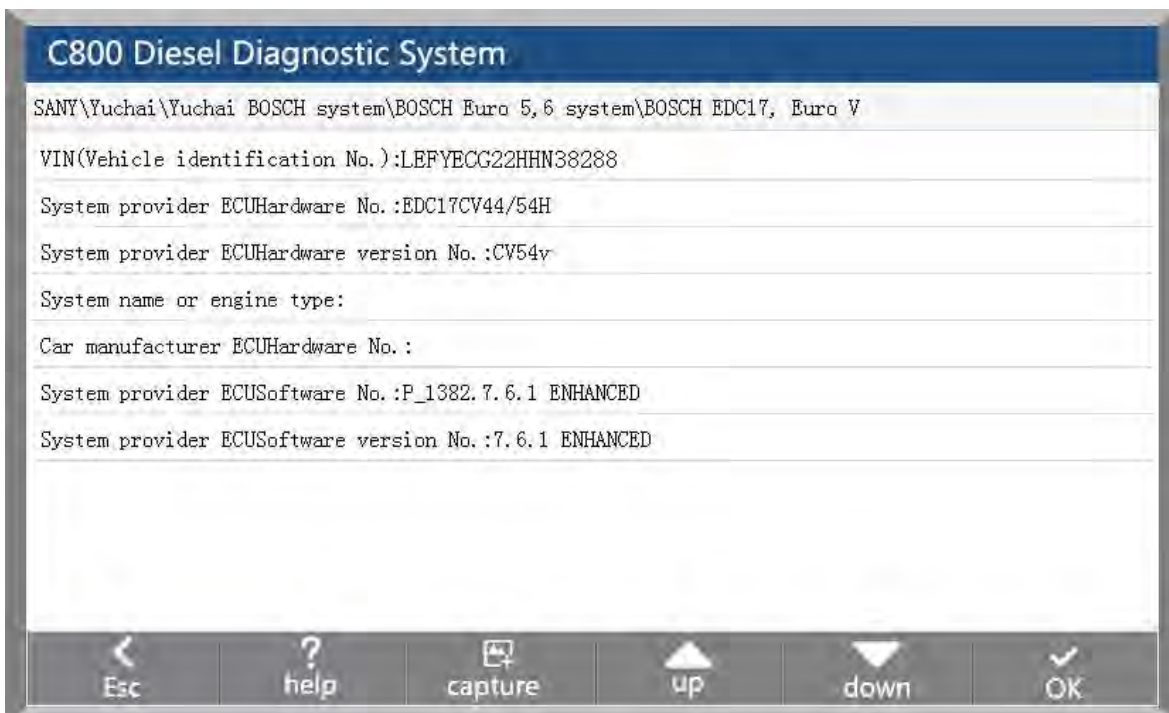 C800 Diesel Diagnostic System
SANY\Yuchai\Yuchai BOSCH system\BOSCH Euro 5,6 system\BOSCH EDC17, Euro V
VIN(Vehicle identification No.):LEFYECG22HHN38288
System provider ECUHardware No.:EDC17CV44/54H
System provider ECUHardware version No.:CV54v
System name or engine type:
Car manufacturer ECUHardware No.:
System provider ECUSoftware No.:P_1382.7.6.1 ENHANCED
System provider ECUSoftware version No.:7.6.1 ENHANCED
Esc help capture up down OK